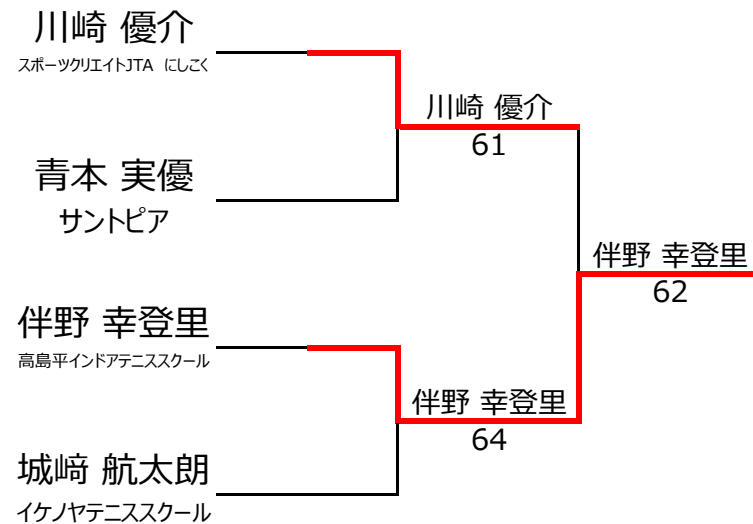 川崎 優介
スポーツクリエイトJTA にしこく
川崎 優介
61
青本 実優
サントピア
伴野 幸登里
62
伴野 幸登里
高島平インドアテニススクール
伴野 幸登里
64
城﨑 航太朗
イケノヤテニススクール